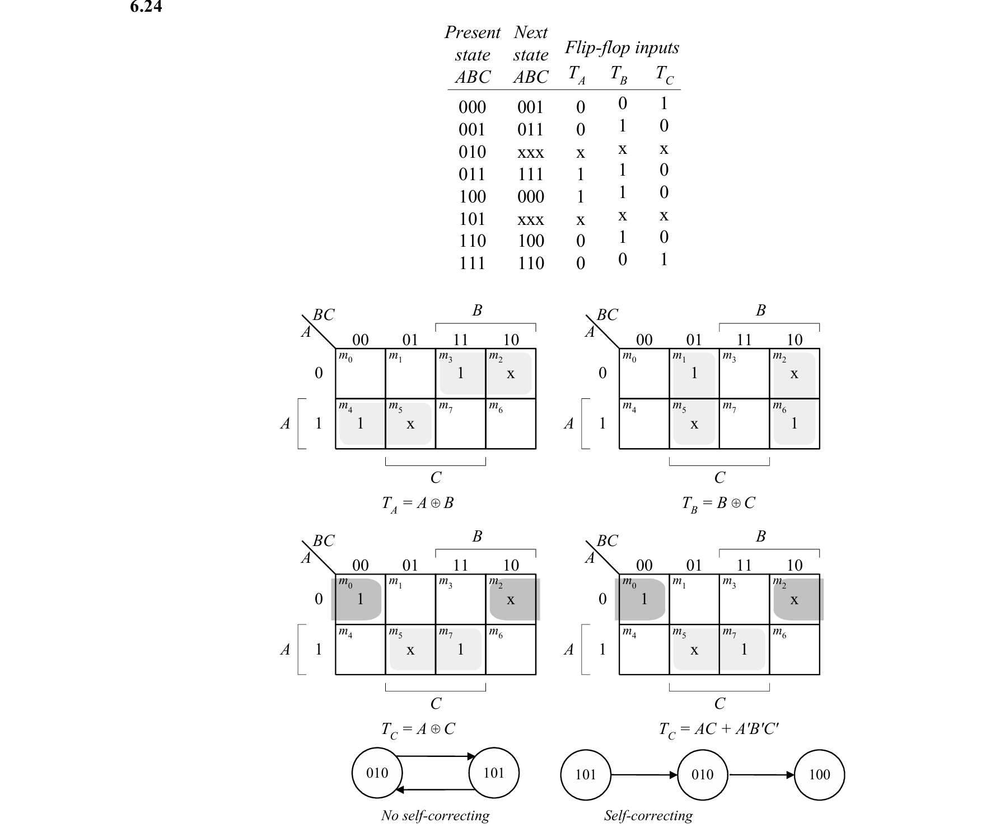 6.24
Present Next
state state Flip-flop inputs
ABC ABC T_A T_B T_C
000 001 0 0 1
001 011 0 1 0
010 xxx x x x
011 111 1 1 0
100 000 1 1 0
101 xxx x x x
110 100 0 1 0
111 110 0 0 1
BC B
A
00 01 11 10
m0 m1 m3 m2
0 1 x
m4 m5 m7 m6
A 1 1 x
C
T_A = A ⊕ B
BC B
A
00 01 11 10
m0 m1 m3 m2
0 1 x
m4 m5 m7 m6
A 1 x 1
C
T_B = B ⊕ C
BC B
A
00 01 11 10
m0 m1 m3 m2
0 1 x
m4 m5 m7 m6
A 1 x 1
C
T_C = A ⊕ C
BC B
A
00 01 11 10
m0 m1 m3 m2
0 1 x
m4 m5 m7 m6
A 1 x 1
C
T_C = AC + A'B'C'
010 101
No self-correcting
101 010 100
Self-correcting